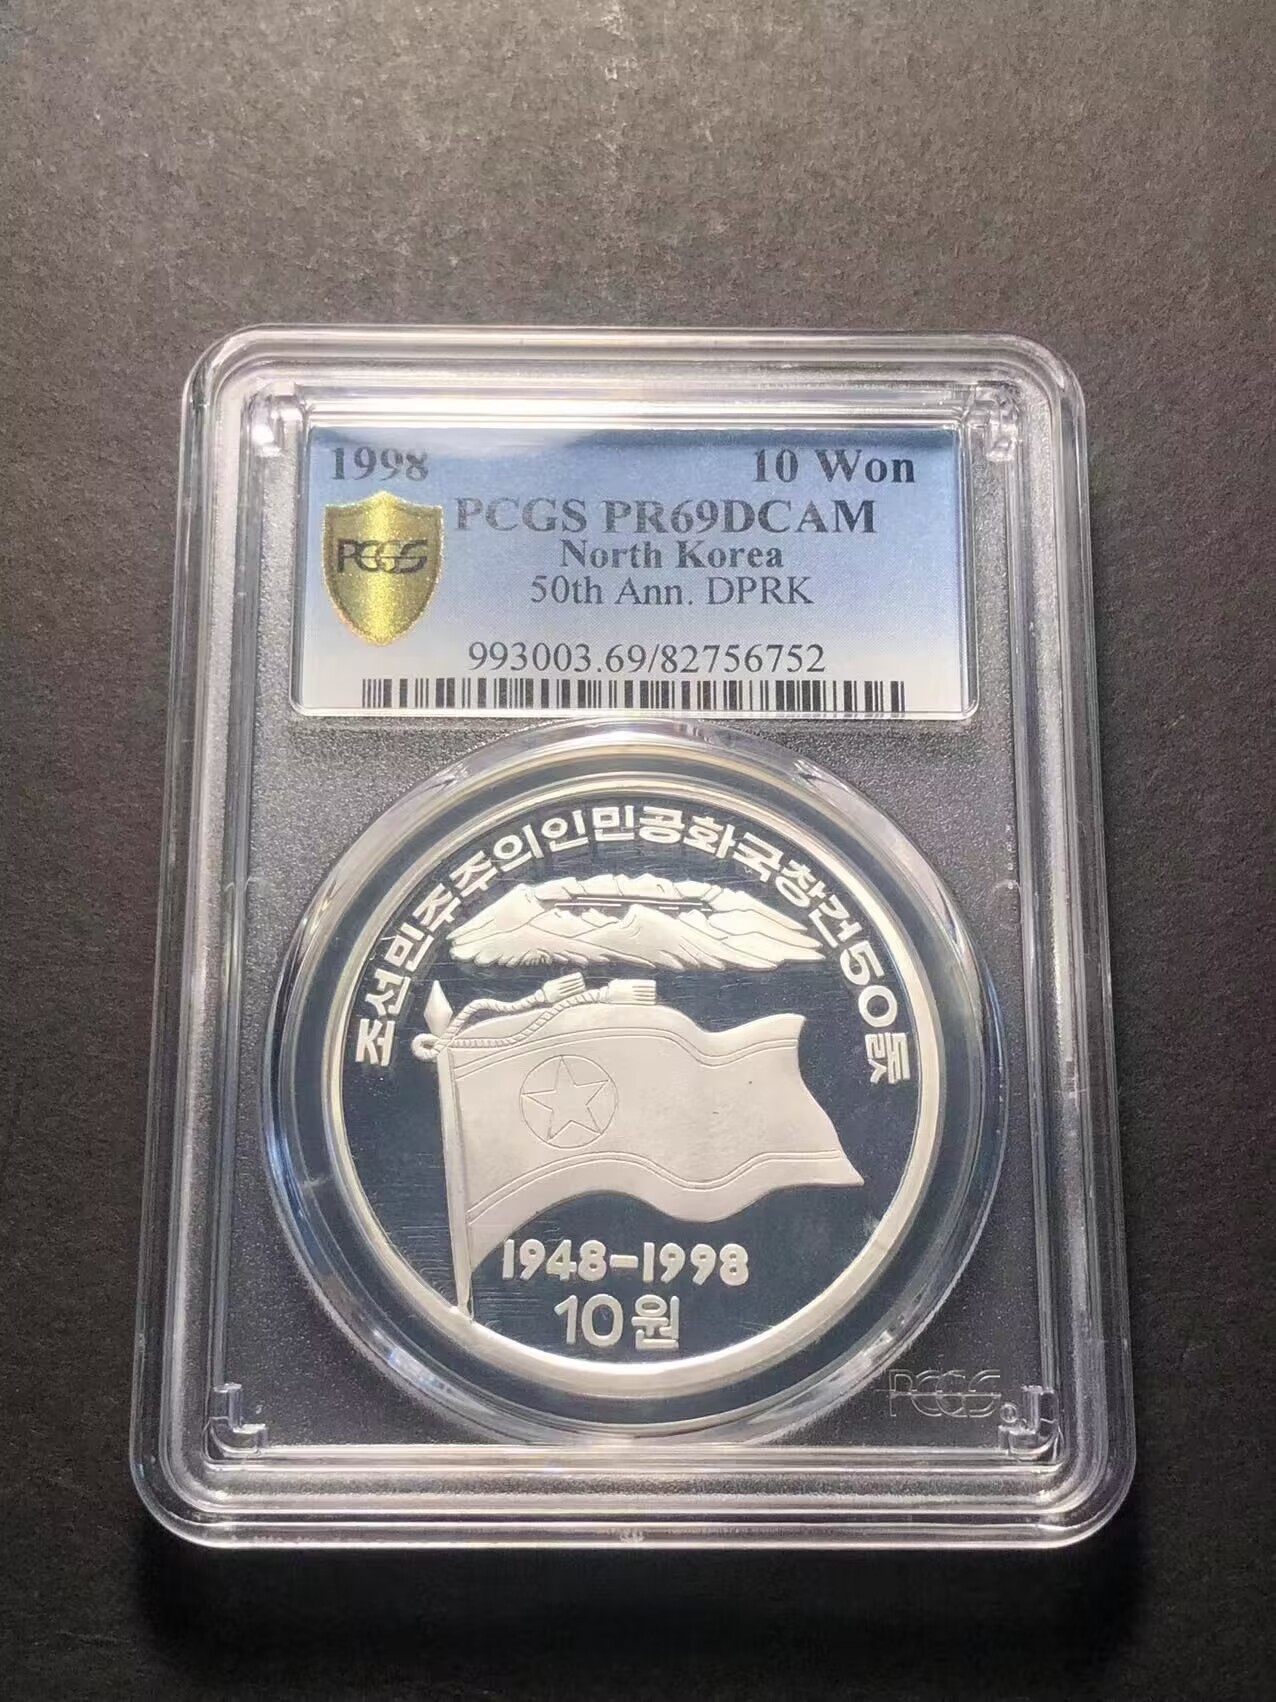 1998 10 Won
PCGS PCGS PR69DCAM
North Korea
50th Ann. DPRK
993003.69/82756752
조선민주주의인민공화국창건50돐
1948-1998
10원
PCGS